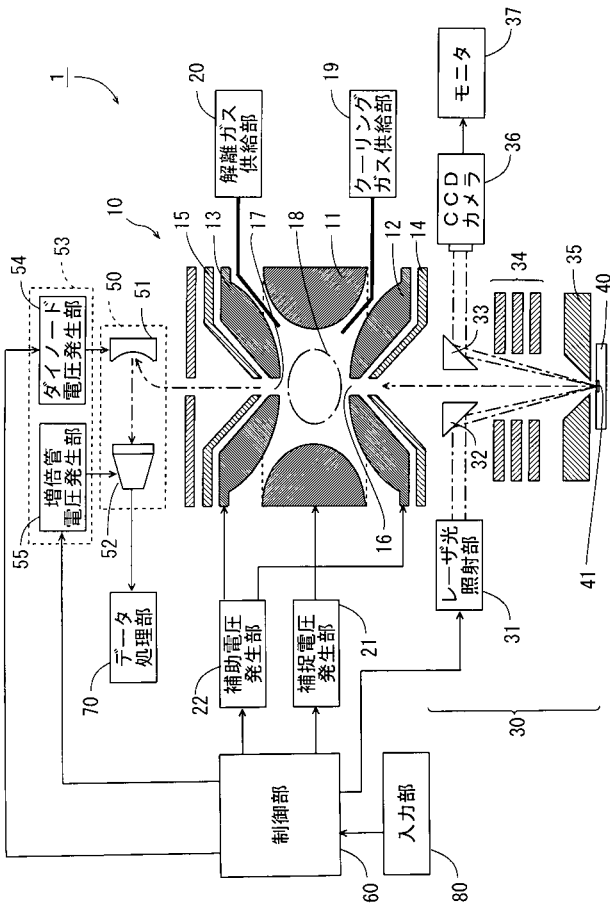 1
10
53
54
ダイノード
電圧発生部
50
51
55
増倍管
電圧発生部
52
データ
処理部
70
15
13
17
20
解離ガス
供給部
18
11
19
クーリング
ガス供給部
12
14
16
22
補助電圧
発生部
21
補捉電圧
発生部
60
制御部
80
入力部
37
モニタ
36
CCD
カメラ
34
33
35
32
40
41
31
レーザ光
照射部
30